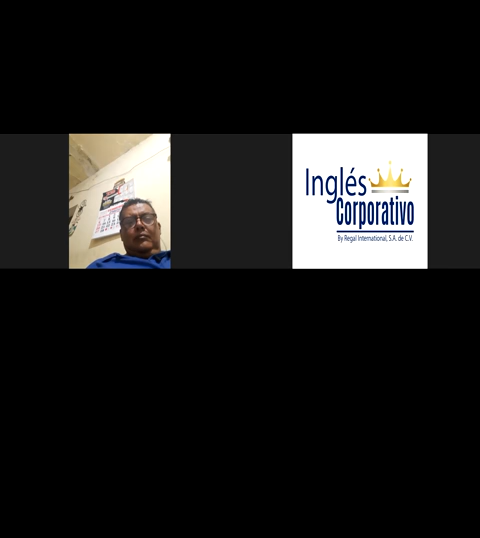 Inglés
Corporativo
By Regal International, S.A. de C.V.